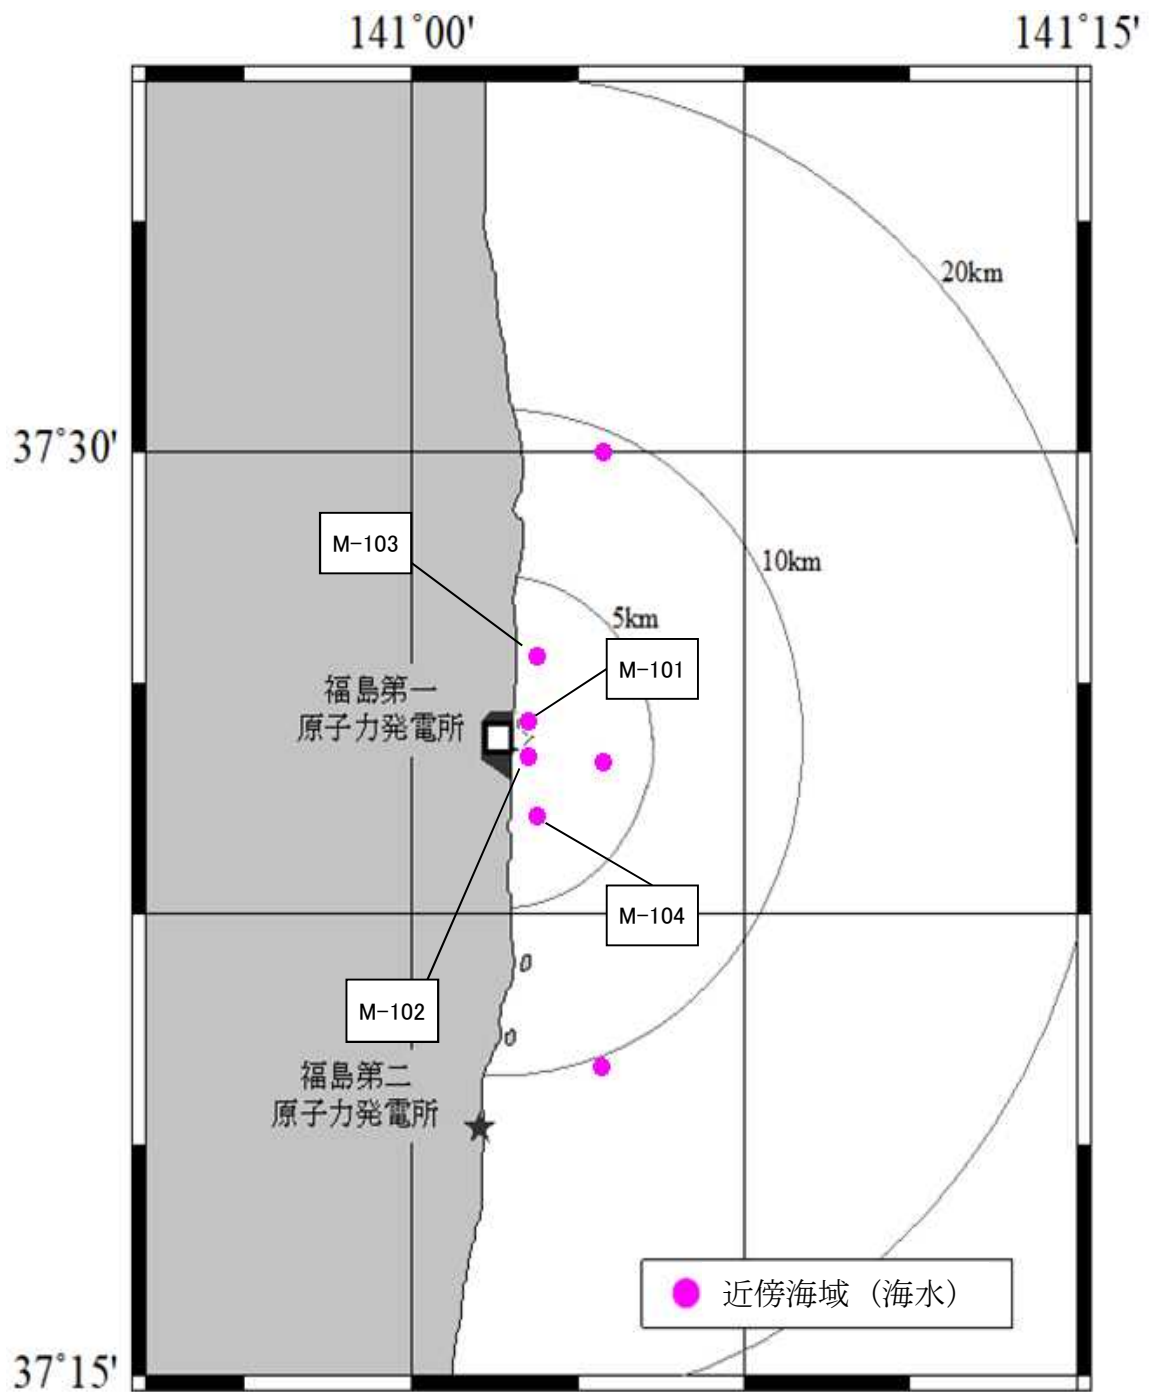 141°00'
141°15'
20km
37°30'
M-103
10km
5km
M-101
福島第一
原子力発電所
M-104
M-102
福島第二
原子力発電所
近傍海域（海水）
37°15'